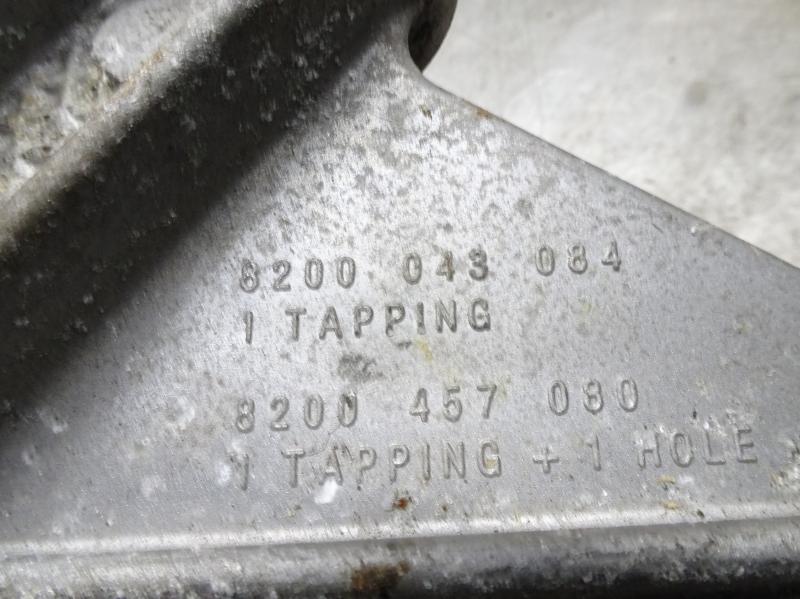 8200 043 084
1 TAPPING
8200 457 080
1 TAPPING + 1 HOLE